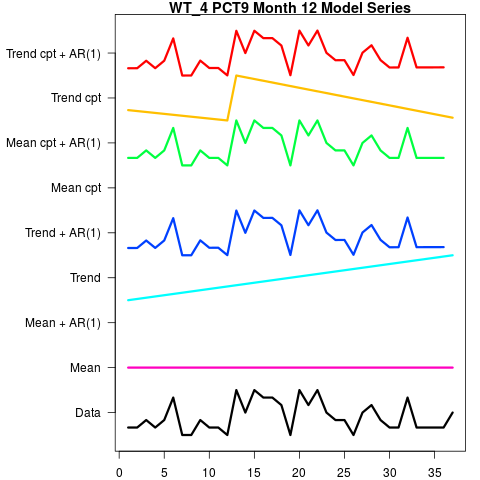 WT_4 PCT9 Month 12 Model Series
Trend cpt + AR(1)
Trend cpt
Mean cpt + AR(1)
Mean cpt
Trend + AR(1)
Trend
Mean + AR(1)
Mean
Data
0 5 10 15 20 25 30 35